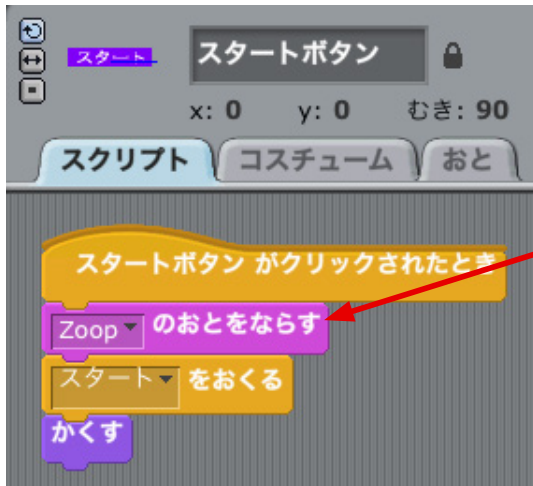 スタート
スタートボタン
x: 0 y: 0 むき: 90
スクリプト コスチューム おと
スタートボタン がクリックされたとき
Zoop のおとをならす
スタート をおくる
かくす